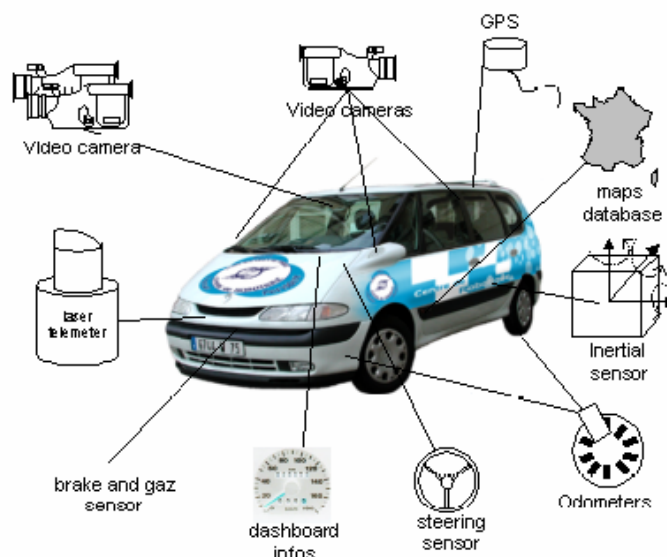 GPS
Video cameras
Video camera
maps
database
laser
telemeter
Inertial
sensor
brake and gaz
sensor
dashboard
infos
steering
sensor
Odometers